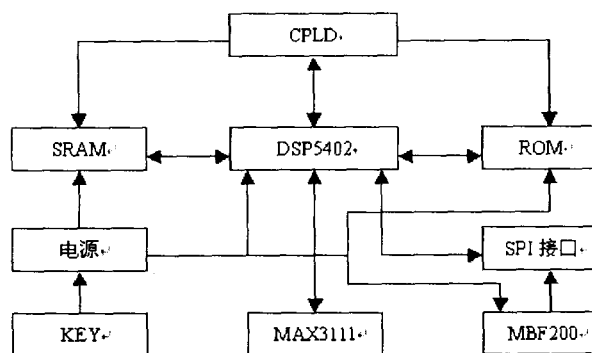 CPLD
SRAM
DSP5402
ROM
电源
SPI 接口
KEY
MAX3111
MBF200